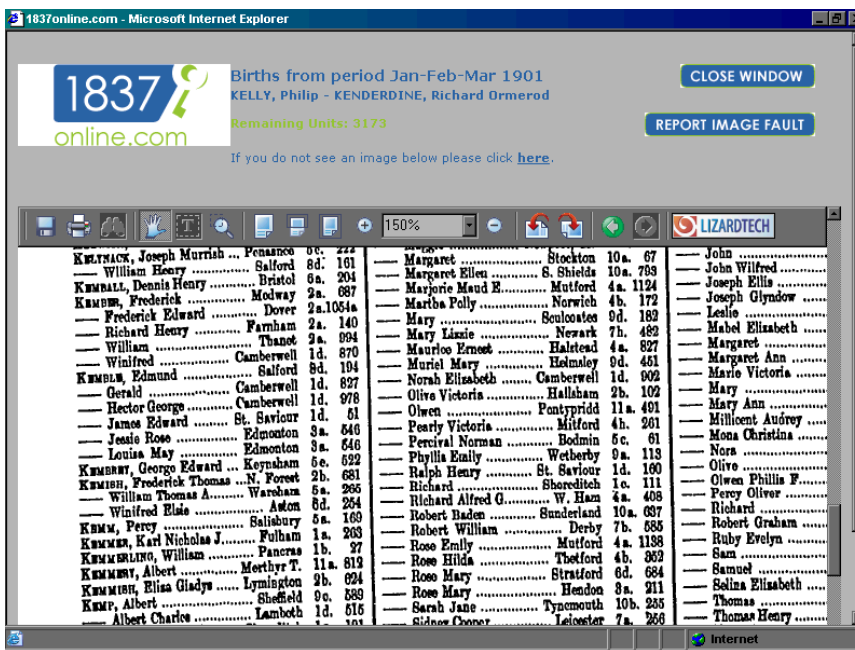 1837online.com - Microsoft Internet Explorer
1837
online.com
Births from period Jan-Feb-Mar 1901
KELLY, Philip - KENDERDINE, Richard Ormerod
Remaining Units: 3173
If you do not see an image below please click here.
CLOSE WINDOW
REPORT IMAGE FAULT
150%
LIZARDTECH
KELYNACK, Joseph Murrish ... Penzance 5c. 222
—— William Henry ............... Salford 8d. 161
KEMBALL, Dennis Henry .......... Bristol 6a. 204
KEMBER, Frederick ............... Medway 2a. 687
—— Frederick Edward ............ Dover 2a.1054a
—— Richard Henry ............ Farnham 2a. 140
—— William ............... Thanet 2a. 994
—— Winifred ............ Camberwell 1d. 870
KEMBLE, Edmund ............... Salford 8d. 194
—— Gerald ............... Camberwell 1d. 827
—— Hector George ............ Camberwell 1d. 978
—— James Edward ........ St. Saviour 1d. 51
—— Jessie Rose ............ Edmonton 3a. 546
—— Louisa May ............ Edmonton 3a. 546
KEMBREY, George Edward ... Keynsham 5c. 522
KEMISH, Frederick Thomas ...N. Forest 2b. 681
—— William Thomas A........ Wareham 5a. 265
—— Winifred Elsie ............... Aston 6d. 254
KEMM, Percy .................. Salisbury 5a. 169
KEMMER, Karl Nicholas J........ Fulham 1a. 263
KEMMERLING, William ............ Pancras 1b. 27
KEMMERY, Albert ............ Merthyr T. 11a. 812
KEMMISH, Eliza Gladys ...... Lymington 2b. 624
KEMP, Albert .................. Sheffield 9c. 589
—— Albert Charles ............ Lambeth 1d. 515
—— Margaret .................. Stockton 10a. 67
—— Margaret Ellen ............ S. Shields 10a. 793
—— Marjorie Maud E............ Mutford 4a. 1124
—— Martha Polly ............ Norwich 4b. 172
—— Mary .................. Sculcoates 9d. 182
—— Mary Lizzie ............... Newark 7b. 482
—— Maurice Ernest ............ Halstead 4a. 827
—— Muriel Mary ............... Helmsley 9d. 451
—— Norah Elizabeth ....... Camberwell 1d. 902
—— Olive Victoria ............ Hailsham 2b. 102
—— Olwen .................. Pontypridd 11a. 491
—— Pearly Victoria ............ Mitford 4b. 261
—— Percival Norman ............ Bodmin 5c. 61
—— Phyllis Emily ............ Wetherby 9a. 113
—— Ralph Henry ............ St. Saviour 1d. 160
—— Richard ............... Shoreditch 1c. 111
—— Richard Alfred G............ W. Ham 4a. 408
—— Robert Baden ............ Sunderland 10a. 637
—— Robert William ............... Derby 7b. 585
—— Rose Emily ............... Mutford 4a. 1138
—— Rose Hilda ............... Thetford 4b. 352
—— Rose Mary ............... Stratford 6d. 684
—— Rose Mary ............... Hendon 3a. 211
—— Sarah Jane ............... Tynemouth 10b. 255
—— Sidney Cooper ............ Leicester 7a. 256
—— John ...............
—— John Wilfred ...........
—— Joseph Ellis ...........
—— Joseph Glyndow .......
—— Leslie ...............
—— Mabel Elizabeth .......
—— Margaret ...............
—— Margaret Ann ...........
—— Marie Victoria .........
—— Mary ...............
—— Mary Ann ...............
—— Millicent Audrey .......
—— Mona Christina .........
—— Nora ...............
—— Olive ...............
—— Olwen Phillis F.........
—— Percy Oliver ...........
—— Richard ...............
—— Robert Graham ..........
—— Ruby Evelyn ............
—— Sam ...............
—— Samuel ...............
—— Selina Elizabeth .......
—— Thomas ...............
—— Thomas Henry ...........
Internet